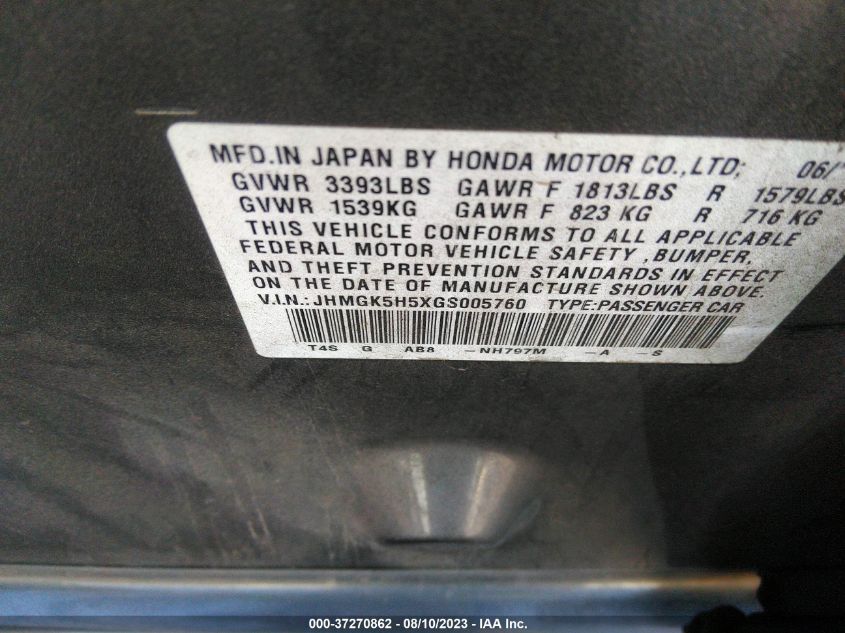 MFD.IN JAPAN BY HONDA MOTOR CO.,LTD; 06/
GVWR 3393LBS GAWR F 1813LBS R 1579LBS
GVWR 1539KG GAWR F 823 KG R 716 KG
THIS VEHICLE CONFORMS TO ALL APPLICABLE
FEDERAL MOTOR VEHICLE SAFETY ,BUMPER,
AND THEFT PREVENTION STANDARDS IN EFFECT
ON THE DATE OF MANUFACTURE SHOWN ABOVE.
V.I.N.: JHMGK5H5XGS005760 TYPE:PASSENGER CAR
T4S G AB8 -NH797M -A -S
000-37270862 - 08/10/2023 - IAA Inc.